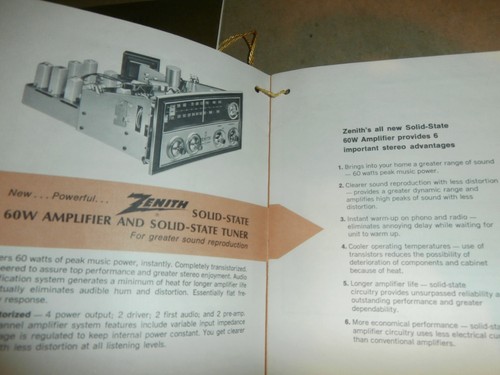 New . . . Powerful . . . ZENITH SOLID-STATE
60W AMPLIFIER AND SOLID-STATE TUNER
For greater sound reproduction
ers 60 watts of peak music power, instantly. Completely transistorized.
neered to assure top performance and greater stereo enjoyment. Audio
ification system generates a minimum of heat for longer amplifier life
tually eliminates audible hum and distortion. Essentially flat fre-
y response.
torized — 4 power output; 2 driver; 2 first audio; and 2 pre-amp.
annel amplifier system features include variable input impedance
age is regulated to keep internal power constant. You get clearer
th less distortion at all listening levels.
Zenith's all new Solid-State
60W Amplifier provides 6
important stereo advantages
1. Brings into your home a greater range of sound
— 60 watts peak music power.
2. Clearer sound reproduction with less distortion
— provides a greater dynamic range and
amplifies high peaks of sound with less
distortion.
3. Instant warm-up on phono and radio —
eliminates annoying delay while waiting for
unit to warm up.
4. Cooler operating temperatures — use of
transistors reduces the possibility of
deterioration of components and cabinet
because of heat.
5. Longer amplifier life — solid-state
circuitry provides unsurpassed reliability a
outstanding performance and greater
dependability.
6. More economical performance — solid-st
amplifier circuitry uses less electrical cur
than conventional amplifiers.